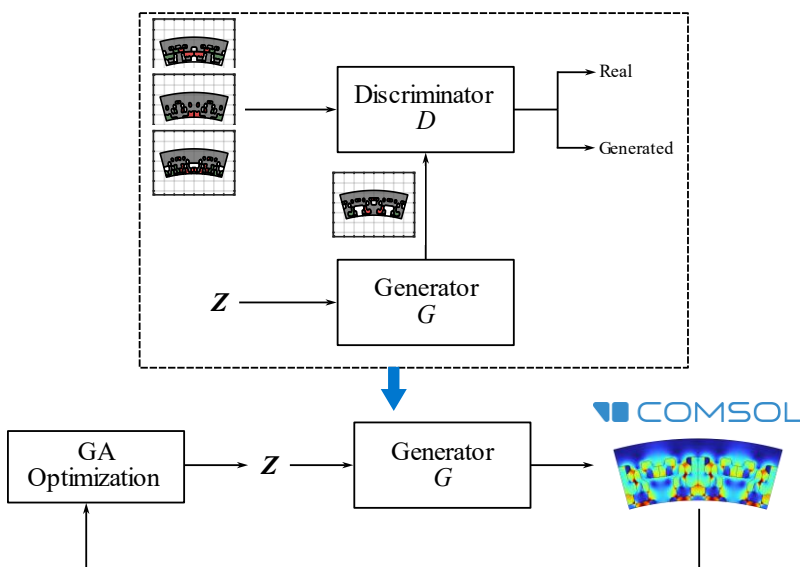 Discriminator
D
Real
Generated
Z
Generator
G
COMSOL
GA
Optimization
Z
Generator
G